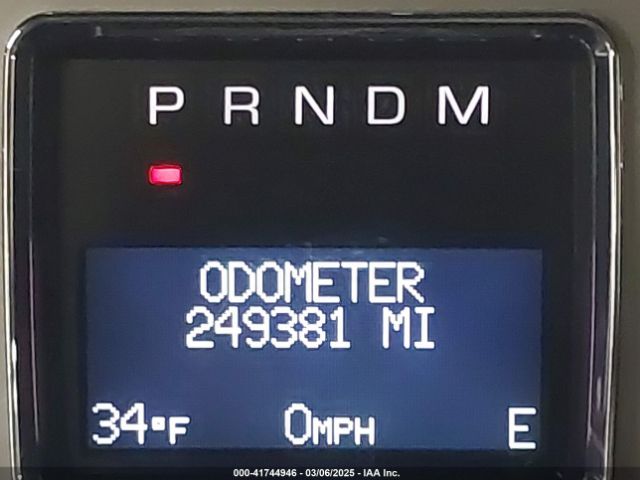 P R N D M
ODOMETER
249381 MI
34°F 0MPH E
000-41744946 - 03/06/2025 - IAA Inc.